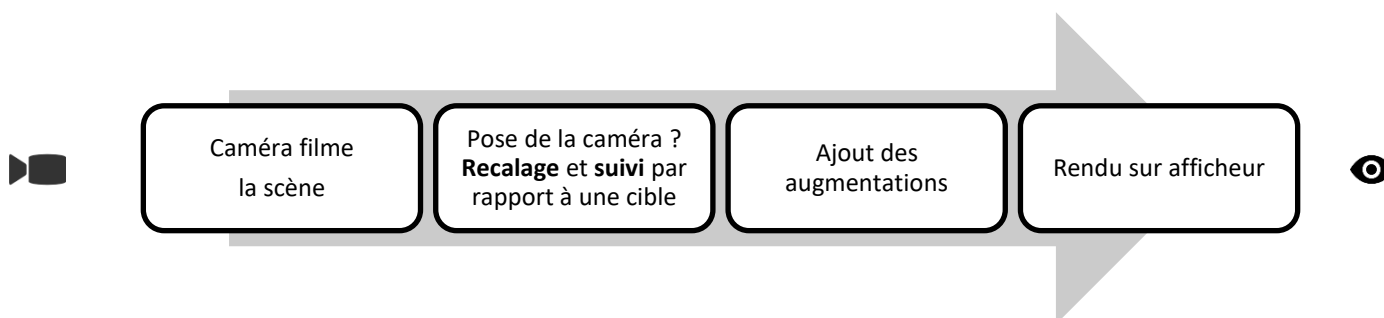 Caméra filme
la scène
Pose de la caméra ?
Recalage et suivi par
rapport à une cible
Ajout des
augmentations
Rendu sur afficheur